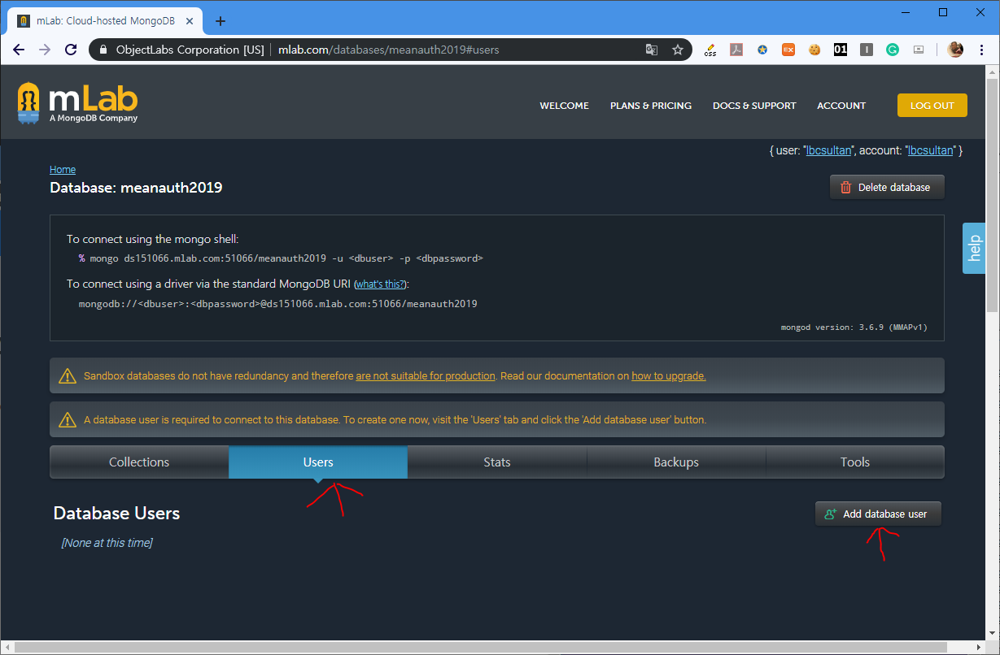 mLab: Cloud-hosted MongoDB
ObjectLabs Corporation [US] | mlab.com/databases/meanauth2019#users
css
EX
01
I
G
mLab
A MongoDB Company
WELCOME PLANS & PRICING DOCS & SUPPORT ACCOUNT LOG OUT
{ user: "lbcsultan", account: "lbcsultan" }
Home
Database: meanauth2019
Delete database
To connect using the mongo shell:
% mongo ds151066.mlab.com:51066/meanauth2019 -u <dbuser> -p <dbpassword>
To connect using a driver via the standard MongoDB URI (what's this?):
mongodb://<dbuser>:<dbpassword>@ds151066.mlab.com:51066/meanauth2019
mongod version: 3.6.9 (MMAPv1)
help
Sandbox databases do not have redundancy and therefore are not suitable for production. Read our documentation on how to upgrade.
A database user is required to connect to this database. To create one now, visit the 'Users' tab and click the 'Add database user' button.
Collections Users Stats Backups Tools
Database Users
Add database user
[None at this time]